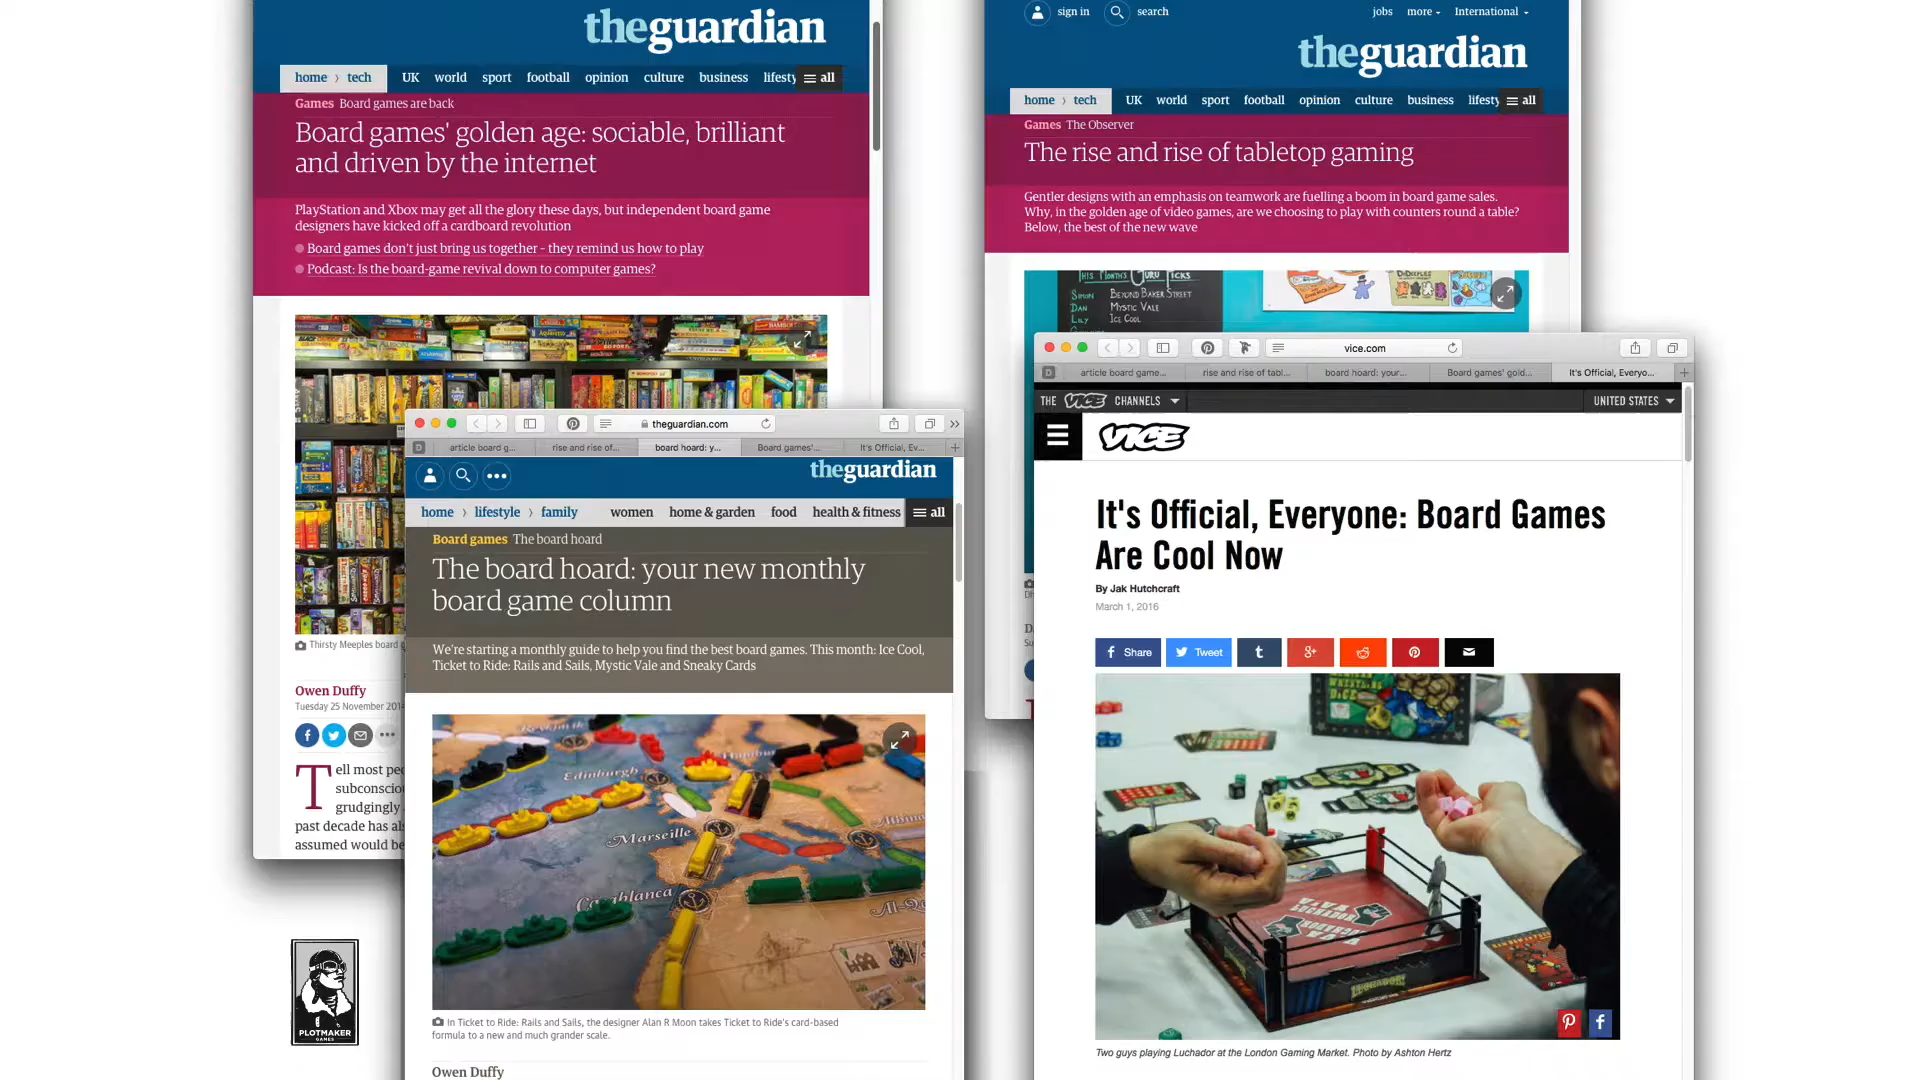 theguardian
home › tech UK world sport football opinion culture business lifesty all
Games Board games are back
Board games' golden age: sociable, brilliant
and driven by the internet
PlayStation and Xbox may get all the glory these days, but independent board game
designers have kicked off a cardboard revolution
Board games don't just bring us together – they remind us how to play
Podcast: Is the board-game revival down to computer games?
Thirsty Meeples board
Owen Duffy
Tuesday 25 November 201
T
ell most pe
subconsciou
grudgingly
past decade has al
assumed would be
sign in search jobs more International
theguardian
home › tech UK world sport football opinion culture business lifesty all
Games The Observer
The rise and rise of tabletop gaming
Gentler designs with an emphasis on teamwork are fuelling a boom in board game sales.
Why, in the golden age of video games, are we choosing to play with counters round a table?
Below, the best of the new wave
THIS MONTH'S GURU PICKS
SIMON BEYOND BAKER STREET
DAN MYSTIC VALE
LILY ICE COOL
theguardian.com
article board g... rise and rise of... board hoard: y... Board games'... It's Official, Ev...
theguardian
home › lifestyle › family women home & garden food health & fitness all
Board games The board hoard
The board hoard: your new monthly
board game column
We're starting a monthly guide to help you find the best board games. This month: Ice Cool,
Ticket to Ride: Rails and Sails, Mystic Vale and Sneaky Cards
Edinburgh
Marseille
Casablanca
Al-Q
In Ticket to Ride: Rails and Sails, the designer Alan R Moon takes Ticket to Ride's card-based
formula to a new and much grander scale.
Owen Duffy
vice.com
article board game... rise and rise of tabl... board hoard: your... Board games' gold... It's Official, Everyo...
THE VICE CHANNELS UNITED STATES
VICE
It's Official, Everyone: Board Games
Are Cool Now
By Jak Hutchcraft
March 1, 2016
Share Tweet
WRESTLING
DICE
LUCHADOR
Two guys playing Luchador at the London Gaming Market. Photo by Ashton Hertz
PLOTMAKER
GAMES